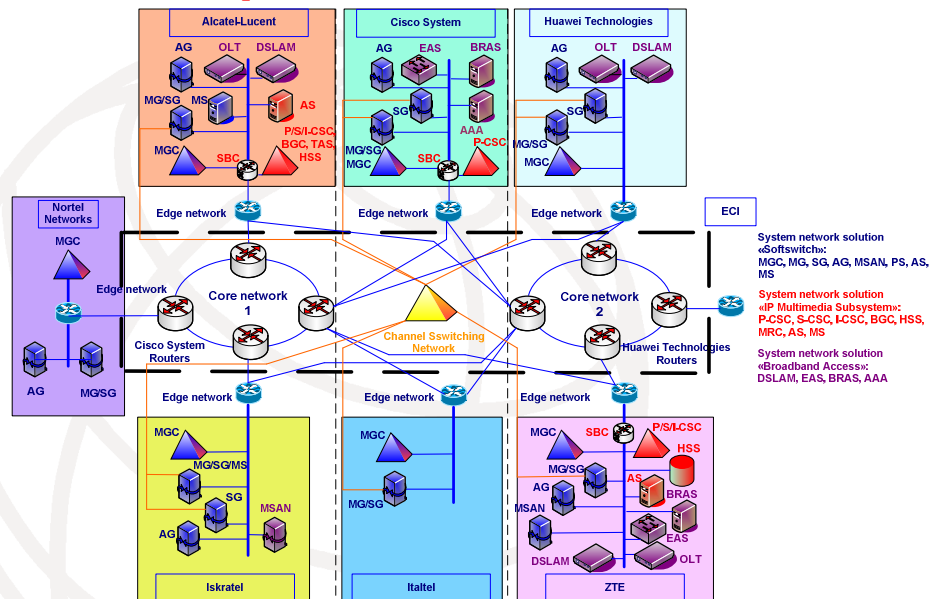 Alcatel-Lucent
AG
OLT
DSLAM
MG/SG
MS
AS
P/S/I-CSC,
BGC, TAS,
HSS
MGC
SBC
Cisco System
AG
EAS
BRAS
SG
AAA
P-CSC
MG/SG
MGC
SBC
Huawei Technologies
AG
OLT
DSLAM
SG
MG/SG
MGC
Nortel
Networks
MGC
Edge network
AG
MG/SG
Edge network
Edge network
Edge network
ECI
Core network
1
Core network
2
Cisco System
Routers
Channel Sswitching
Network
Huawei Technologies
Routers
System network solution
«Softswitch»:
MGC, MG, SG, AG, MSAN, PS, AS,
MS
System network solution
«IP Multimedia Subsystem»:
P-CSC, S-CSC, I-CSC, BGC, HSS,
MRC, AS, MS
System network solution
«Broadband Access»:
DSLAM, EAS, BRAS, AAA
Edge network
Edge network
Edge network
MGC
MG/SG/MS
SG
MSAN
AG
Iskratel
MGC
MG/SG
Italtel
MGC
SBC
P/S/I-CSC
HSS
MG/SG
AS
AG
BRAS
MSAN
EAS
DSLAM
OLT
ZTE